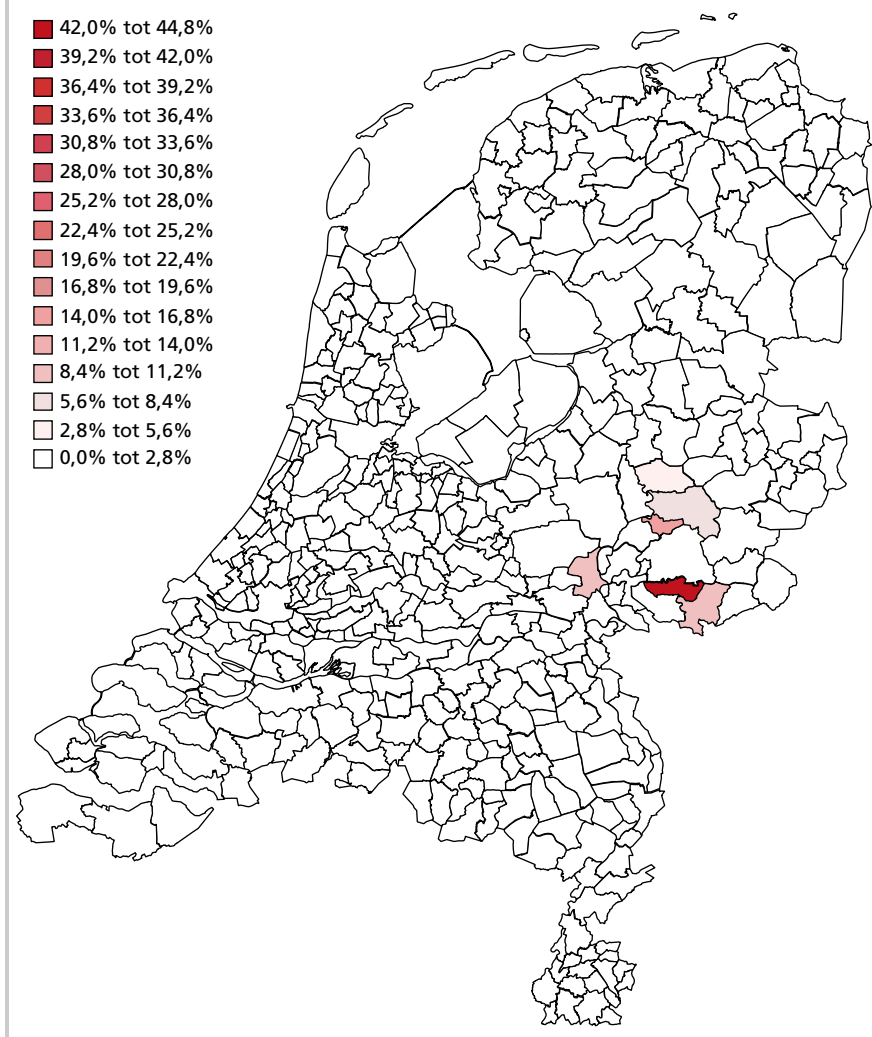 42,0% tot 44,8%
39,2% tot 42,0%
36,4% tot 39,2%
33,6% tot 36,4%
30,8% tot 33,6%
28,0% tot 30,8%
25,2% tot 28,0%
22,4% tot 25,2%
19,6% tot 22,4%
16,8% tot 19,6%
14,0% tot 16,8%
11,2% tot 14,0%
8,4% tot 11,2%
5,6% tot 8,4%
2,8% tot 5,6%
0,0% tot 2,8%